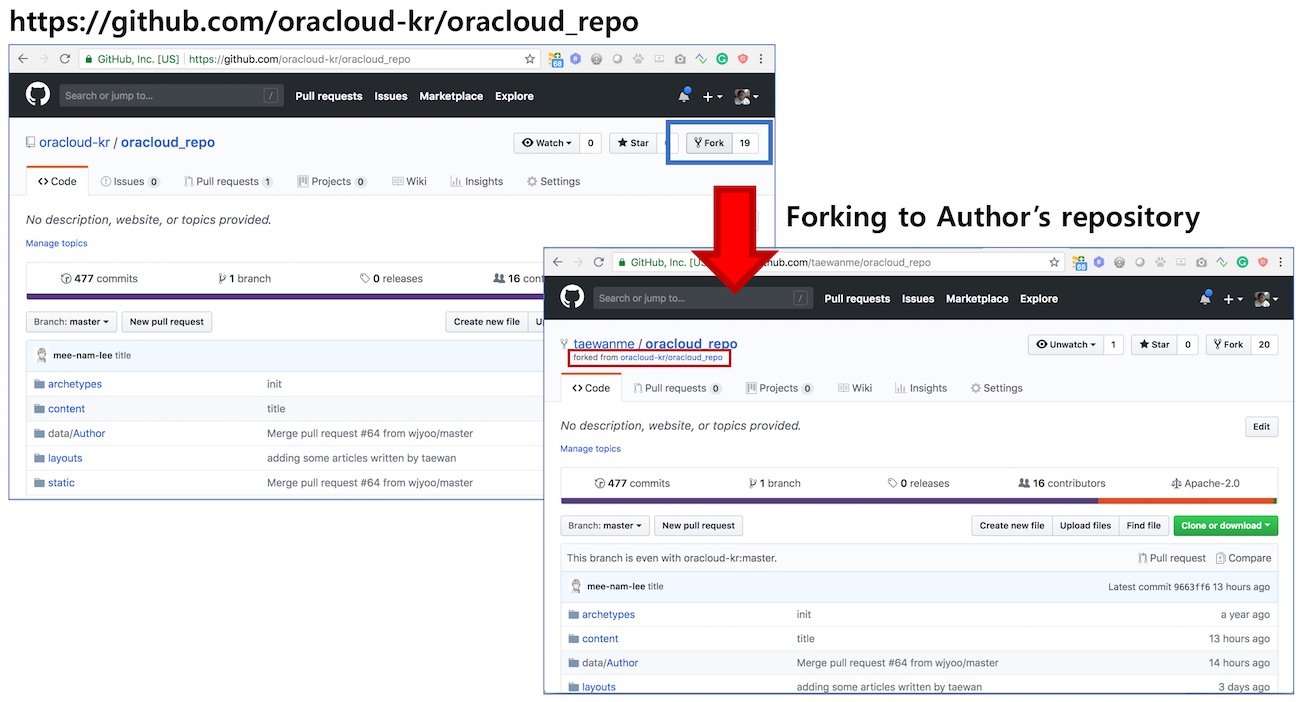 https://github.com/oracloud-kr/oracloud_repo
GitHub, Inc. [US] https://github.com/oracloud-kr/oracloud_repo
68
Search or jump to... / Pull requests Issues Marketplace Explore
oracloud-kr / oracloud_repo Watch 0 Star Fork 19
Code Issues 0 Pull requests 1 Projects 0 Wiki Insights Settings
No description, website, or topics provided.
Manage topics
477 commits 1 branch 0 releases 16
Branch: master New pull request Create new file
mee-nam-lee title
archetypes init
content title
data/Author Merge pull request #64 from wjyoo/master
layouts adding some articles written by taewan
static Merge pull request #64 from wjyoo/master
Forking to Author's repository
GitHub, Inc. [US hub.com/taewanme/oracloud_repo
68
Search or jump to... / Pull requests Issues Marketplace Explore
taewanme / oracloud_repo Unwatch 1 Star 0 Fork 20
forked from oracloud-kr/oracloud_repo
Code Pull requests 0 Projects 0 Wiki Insights Settings
No description, website, or topics provided. Edit
Manage topics
477 commits 1 branch 0 releases 16 contributors Apache-2.0
Branch: master New pull request Create new file Upload files Find file Clone or download
This branch is even with oracloud-kr:master. Pull request Compare
mee-nam-lee title Latest commit 9663ff6 13 hours ago
archetypes init a year ago
content title 13 hours ago
data/Author Merge pull request #64 from wjyoo/master 14 hours ago
layouts adding some articles written by taewan 3 days ago